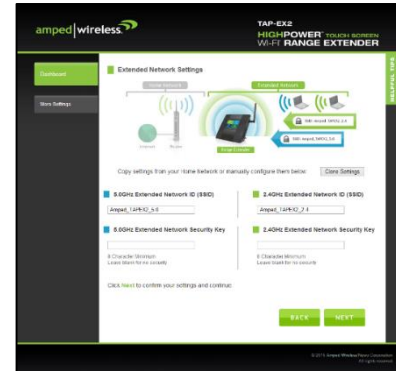 amped wireless
TAP-EX2
HIGHPOWER TOUCH SCREEN
WI-FI RANGE EXTENDER
HELPFUL TIPS
Dashboard
More Settings
Extended Network Settings
Home Network
Extended Network
Internet
Router
Range Extender
Copy settings from your Home Network or manually configure them below
Clone Settings
5.0GHz Extended Network ID (SSID)
2.4GHz Extended Network ID (SSID)
Amped_TAPEX2_5.0
Amped_TAPEX2_2.4
5.0GHz Extended Network Security Key
2.4GHz Extended Network Security Key
8 Character Minimum
Leave blank for no security
8 Character Minimum
Leave blank for no security
Click Next to confirm your settings and continue.
BACK
NEXT